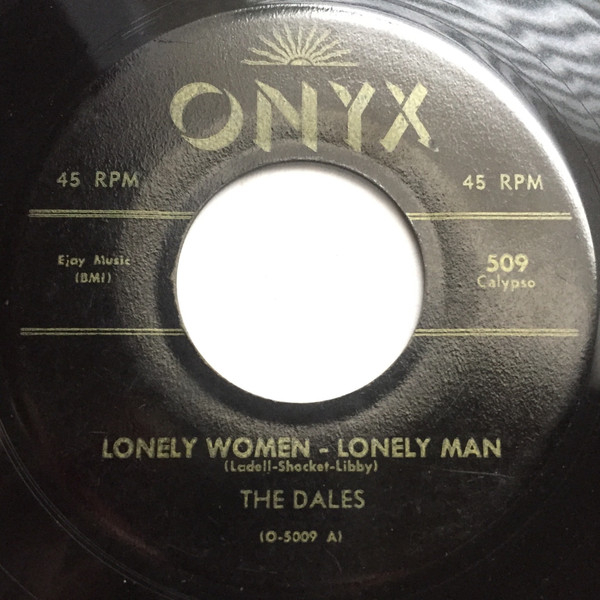 ONYX
45 RPM 45 RPM
Ejay Music
(BMI)
509
Calypso
LONELY WOMEN - LONELY MAN
(Ladell-Shocket-Libby)
THE DALES
(O-5009 A)